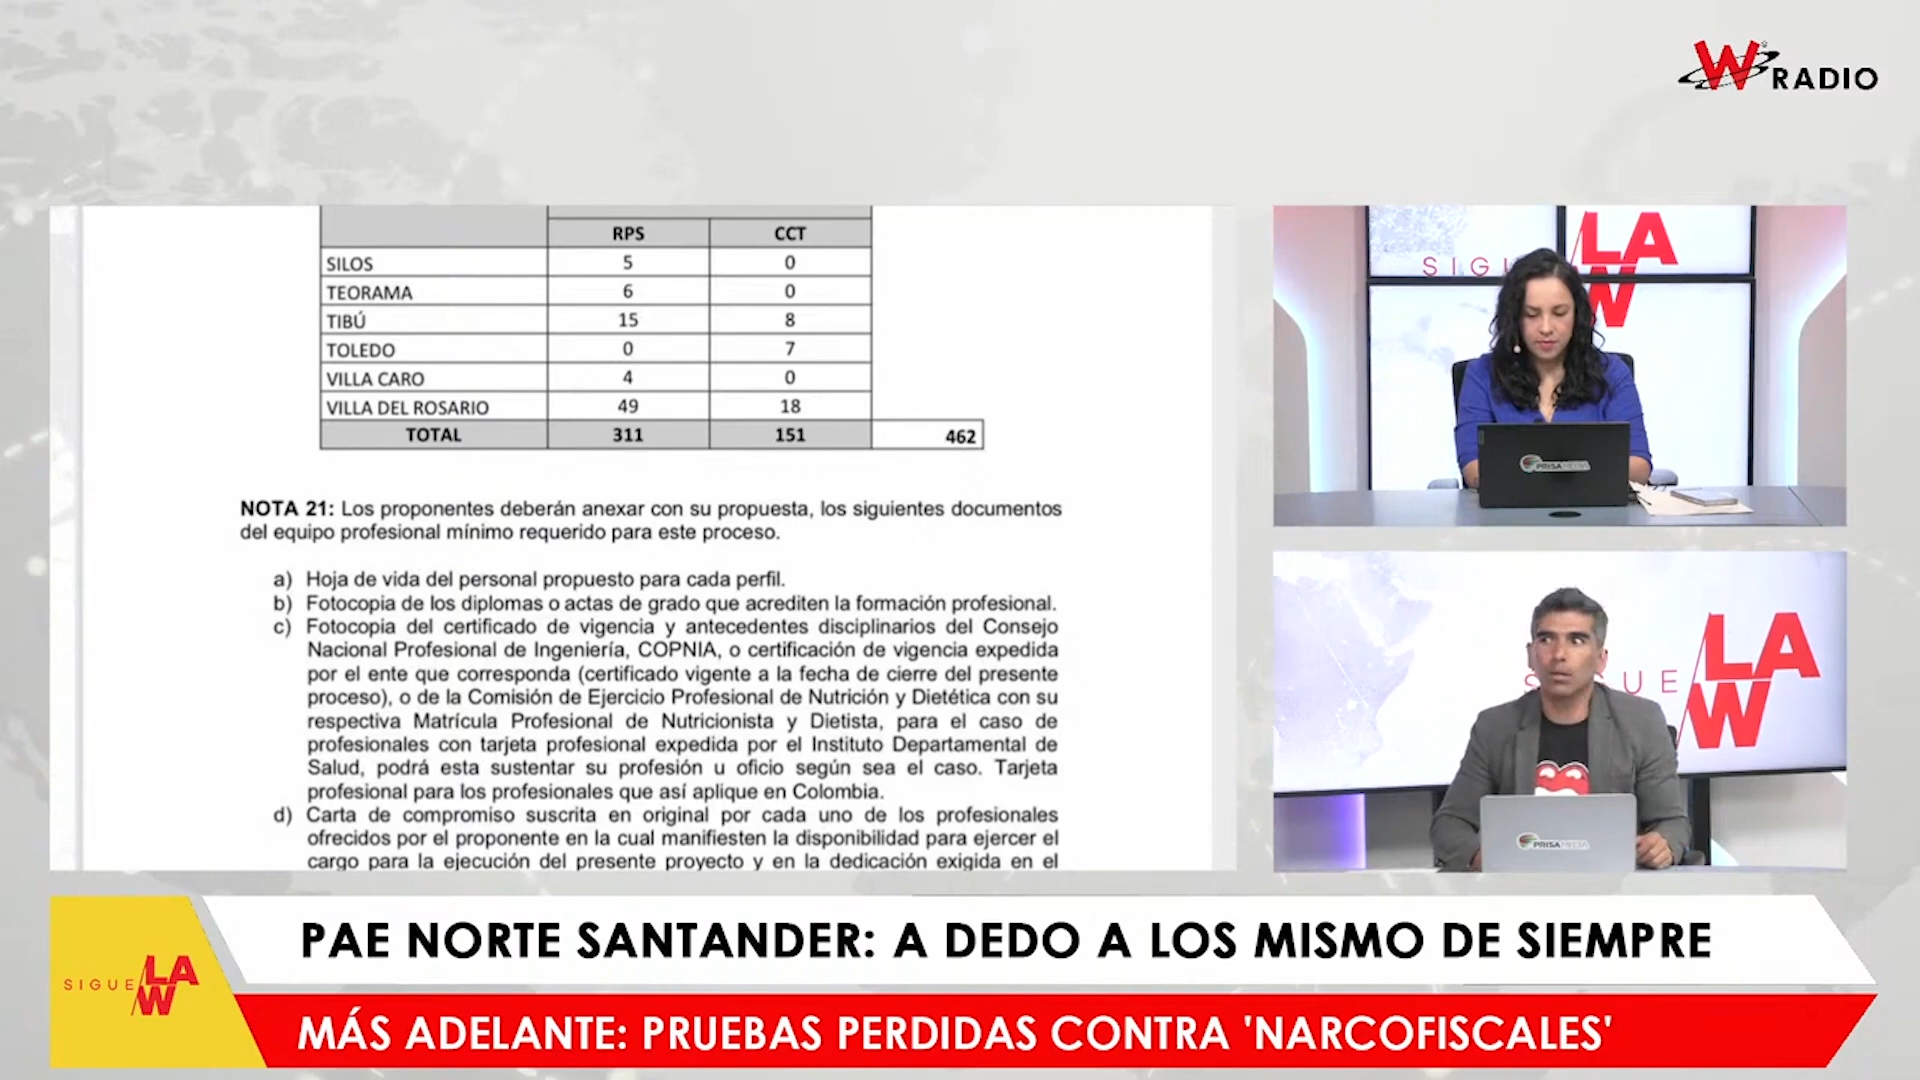 W RADIO
RPS CCT
SILOS 5 0
TEORAMA 6 0
TIBÚ 15 8
TOLEDO 0 7
VILLA CARO 4 0
VILLA DEL ROSARIO 49 18
TOTAL 311 151 462
NOTA 21: Los proponentes deberán anexar con su propuesta, los siguientes documentos
del equipo profesional mínimo requerido para este proceso.
a) Hoja de vida del personal propuesto para cada perfil.
b) Fotocopia de los diplomas o actas de grado que acrediten la formación profesional.
c) Fotocopia del certificado de vigencia y antecedentes disciplinarios del Consejo
Nacional Profesional de Ingeniería, COPNIA, o certificación de vigencia expedida
por el ente que corresponda (certificado vigente a la fecha de cierre del presente
proceso), o de la Comisión de Ejercicio Profesional de Nutrición y Dietética con su
respectiva Matrícula Profesional de Nutricionista y Dietista, para el caso de
profesionales con tarjeta profesional expedida por el Instituto Departamental de
Salud, podrá esta sustentar su profesión u oficio según sea el caso. Tarjeta
profesional para los profesionales que así aplique en Colombia.
d) Carta de compromiso suscrita en original por cada uno de los profesionales
ofrecidos por el proponente en la cual manifiesten la disponibilidad para ejercer el
cargo para la ejecución del presente proyecto y en la dedicación exigida en el
LA
W
PRISA MEDIA
LA
W
PRISA MEDIA
SIGUE LA W
PAE NORTE SANTANDER: A DEDO A LOS MISMO DE SIEMPRE
MÁS ADELANTE: PRUEBAS PERDIDAS CONTRA 'NARCOFISCALES'